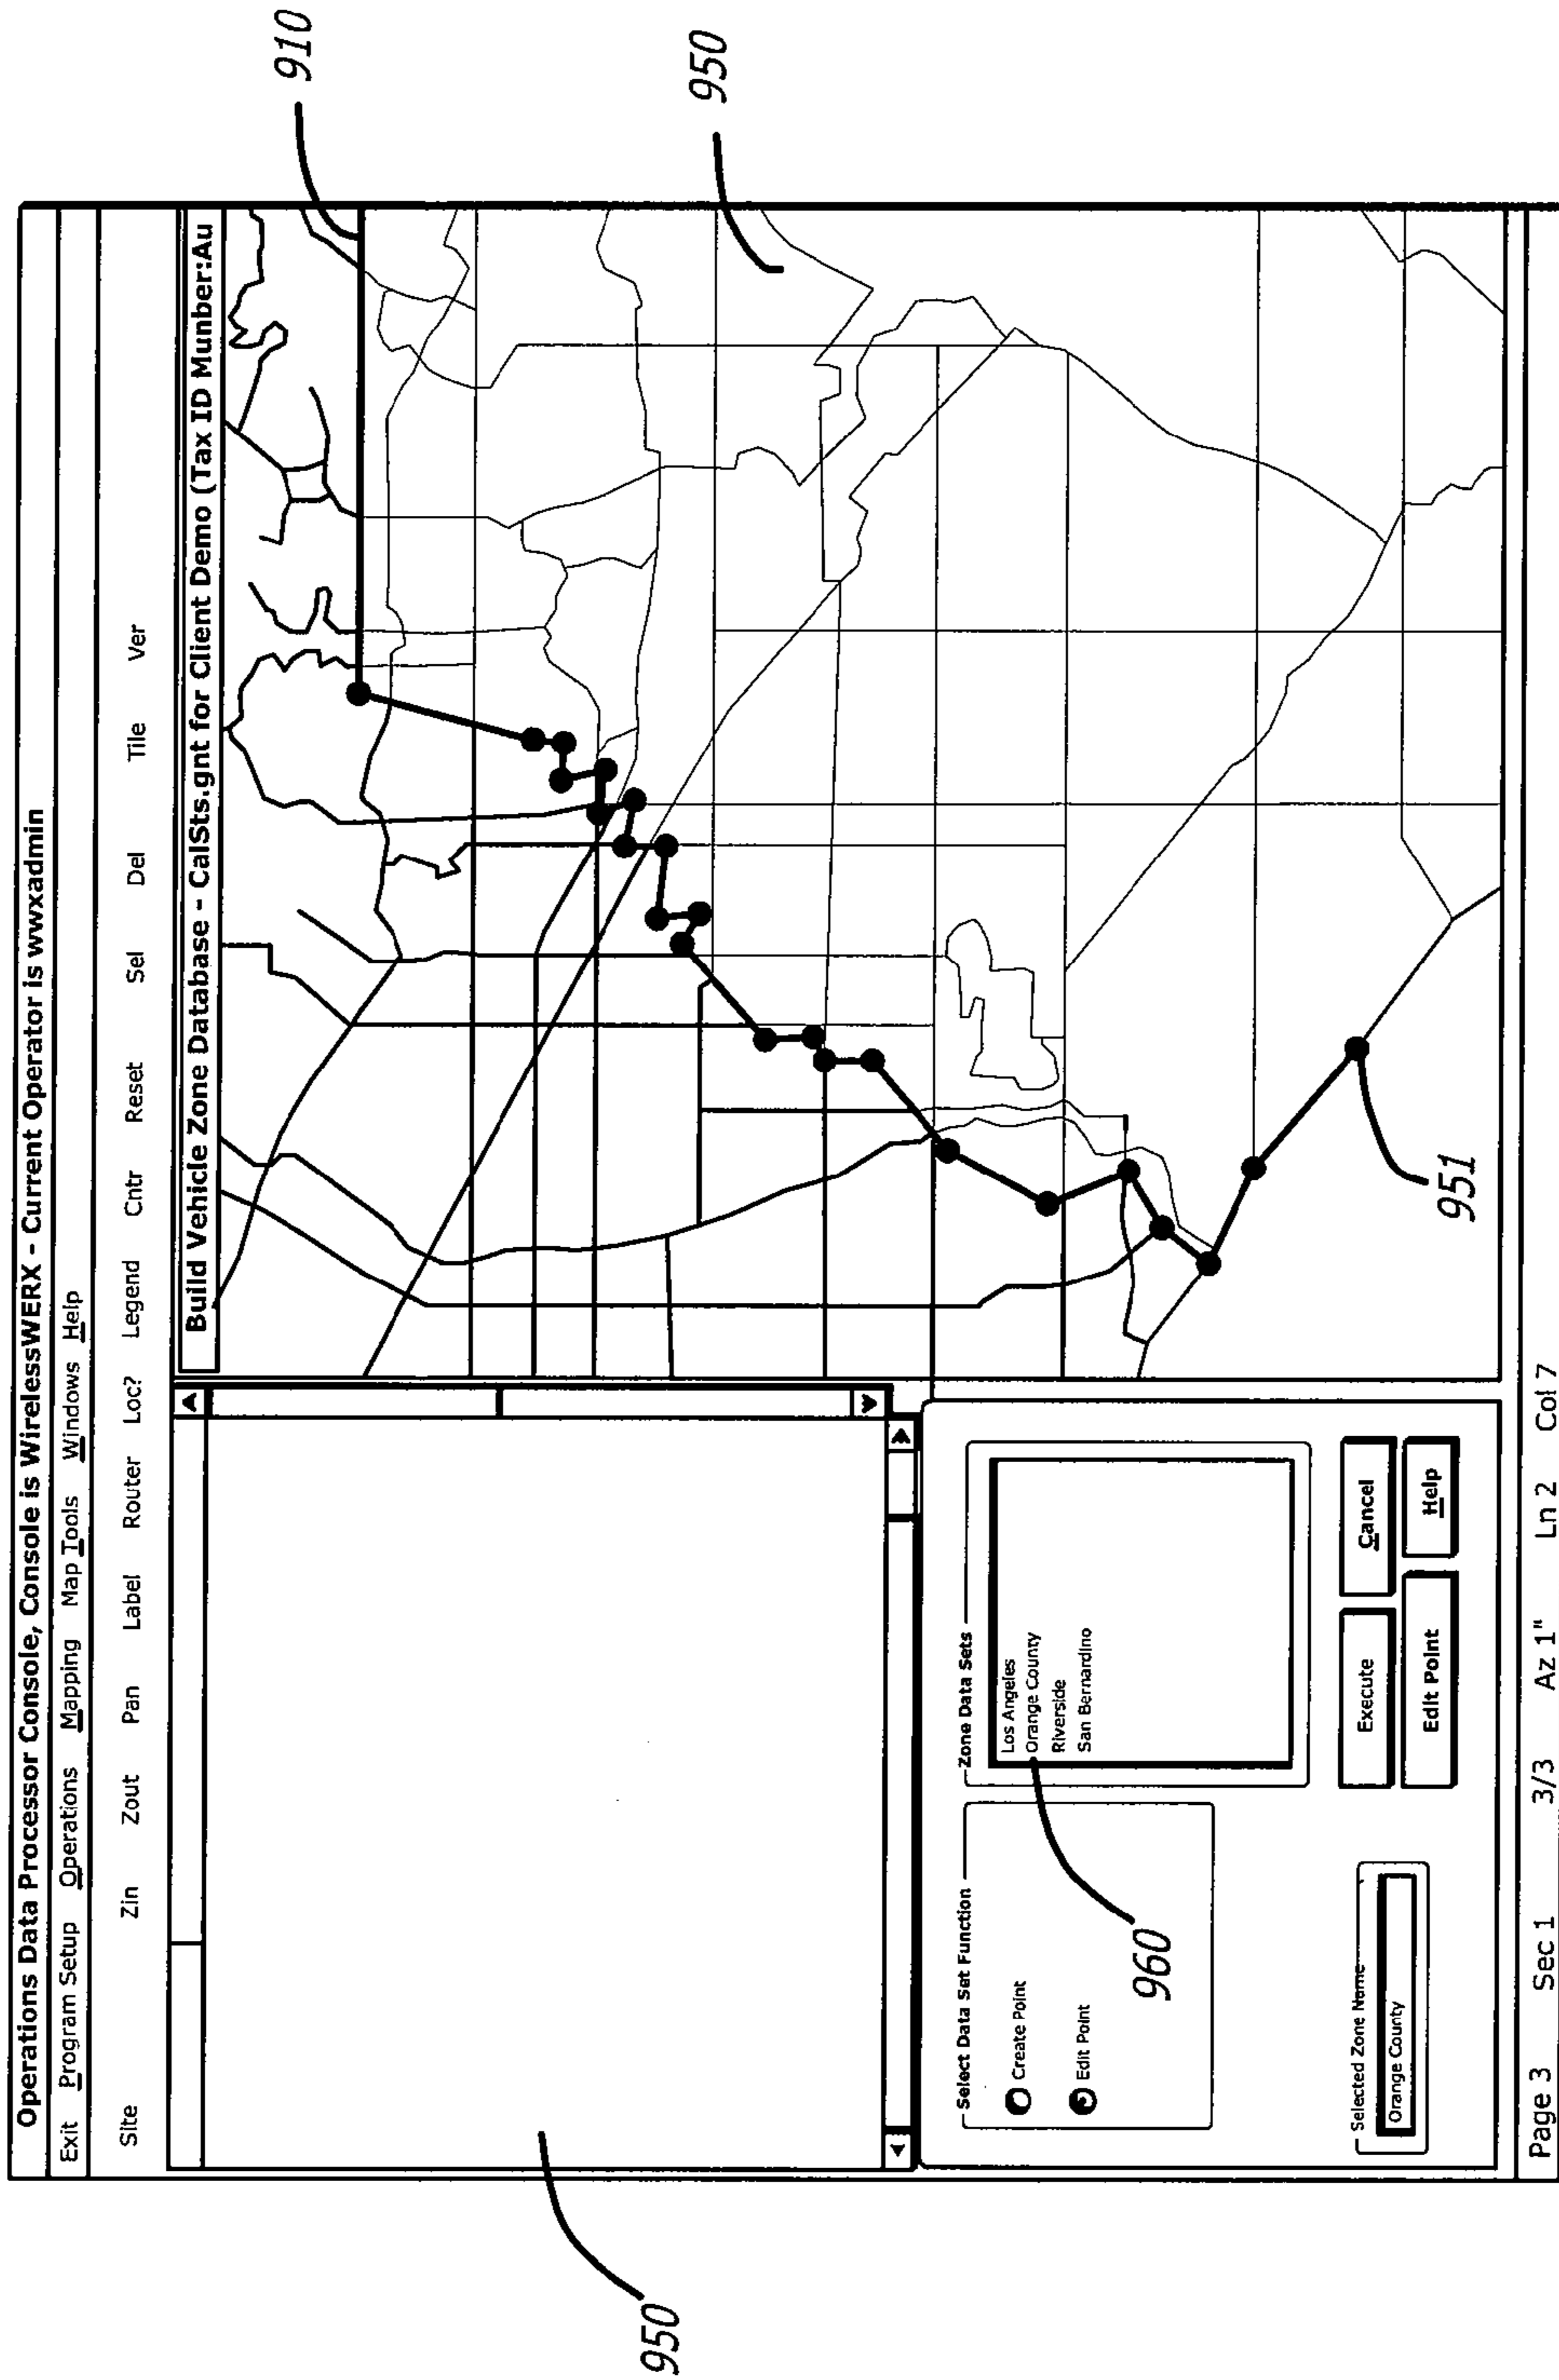 Operations Data Processor Console, Console is WirelessWERX - Current Operator is wwxadmin
Exit Program Setup Operations Mapping Map Tools Windows Help
Site Zin Zout Pan Label Router Loc? Legend Cntr Reset Sel Del Tile Ver
Build Vehicle Zone Database - CalSts.gnt for Client Demo (Tax ID Munber:Au
910
950
950
951
Select Data Set Function
Create Point
Edit Point
960
Zone Data Sets
Los Angeles
Orange County
Riverside
San Bernardino
Selected Zone Name
Orange County
Execute
Cancel
Edit Point
Help
Page 3 Sec 1 3/3 Az 1" Ln 2 Col 7